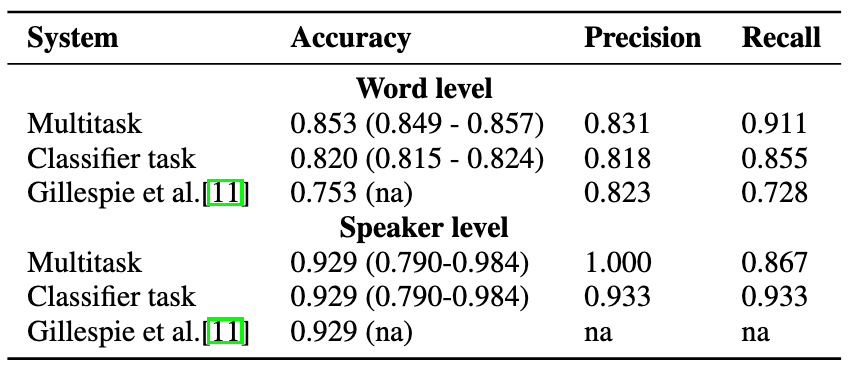 System Accuracy Precision Recall
Word level
Multitask 0.853 (0.849 - 0.857) 0.831 0.911
Classifier task 0.820 (0.815 - 0.824) 0.818 0.855
Gillespie et al.[11] 0.753 (na) 0.823 0.728
Speaker level
Multitask 0.929 (0.790-0.984) 1.000 0.867
Classifier task 0.929 (0.790-0.984) 0.933 0.933
Gillespie et al.[11] 0.929 (na) na na